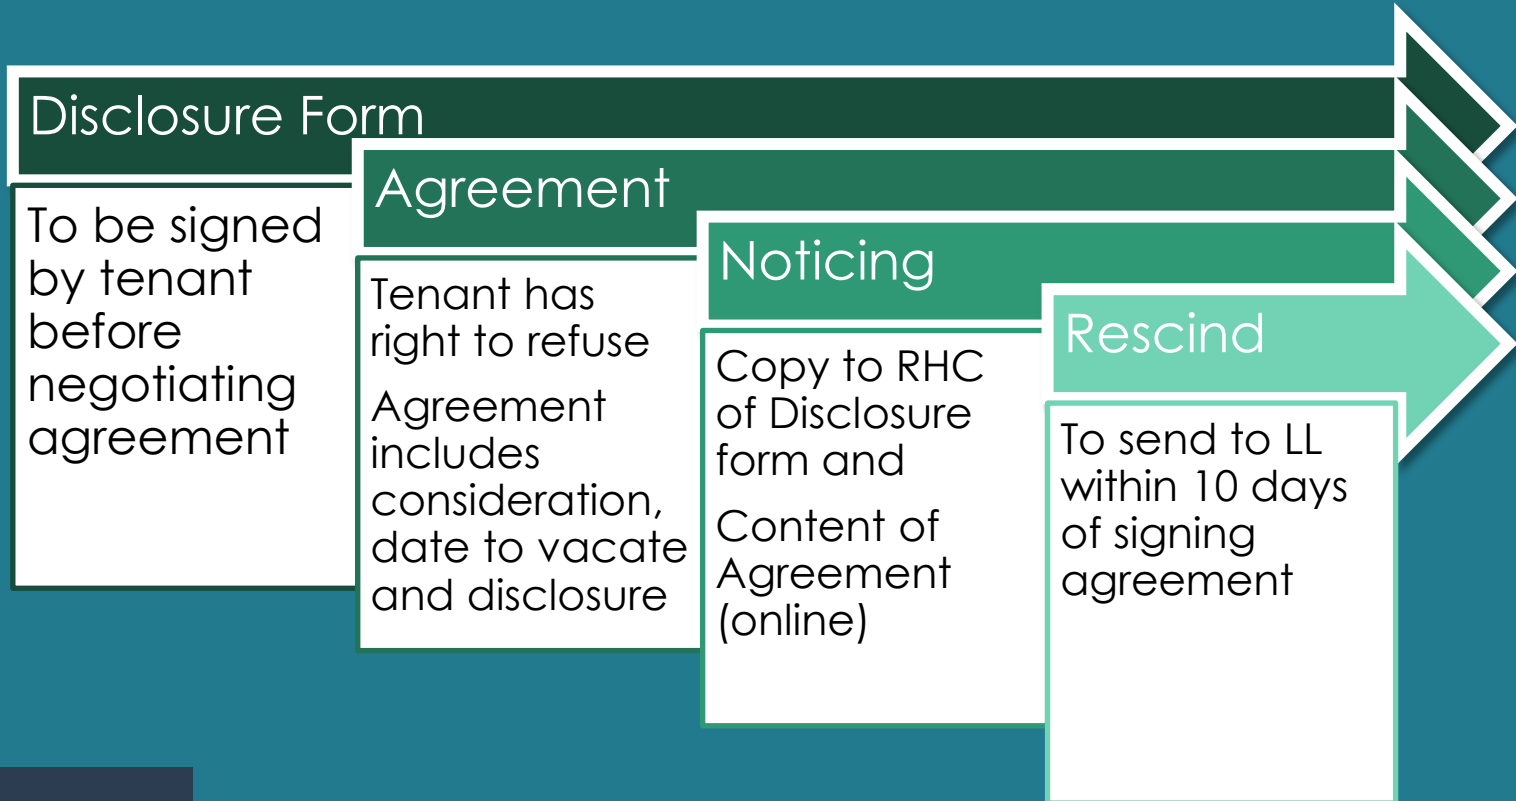 Disclosure Form
To be signed
by tenant
before
negotiating
agreement
Agreement
Tenant has
right to refuse
Agreement
includes
consideration,
date to vacate
and disclosure
Noticing
Copy to RHC
of Disclosure
form and
Content of
Agreement
(online)
Rescind
To send to LL
within 10 days
of signing
agreement